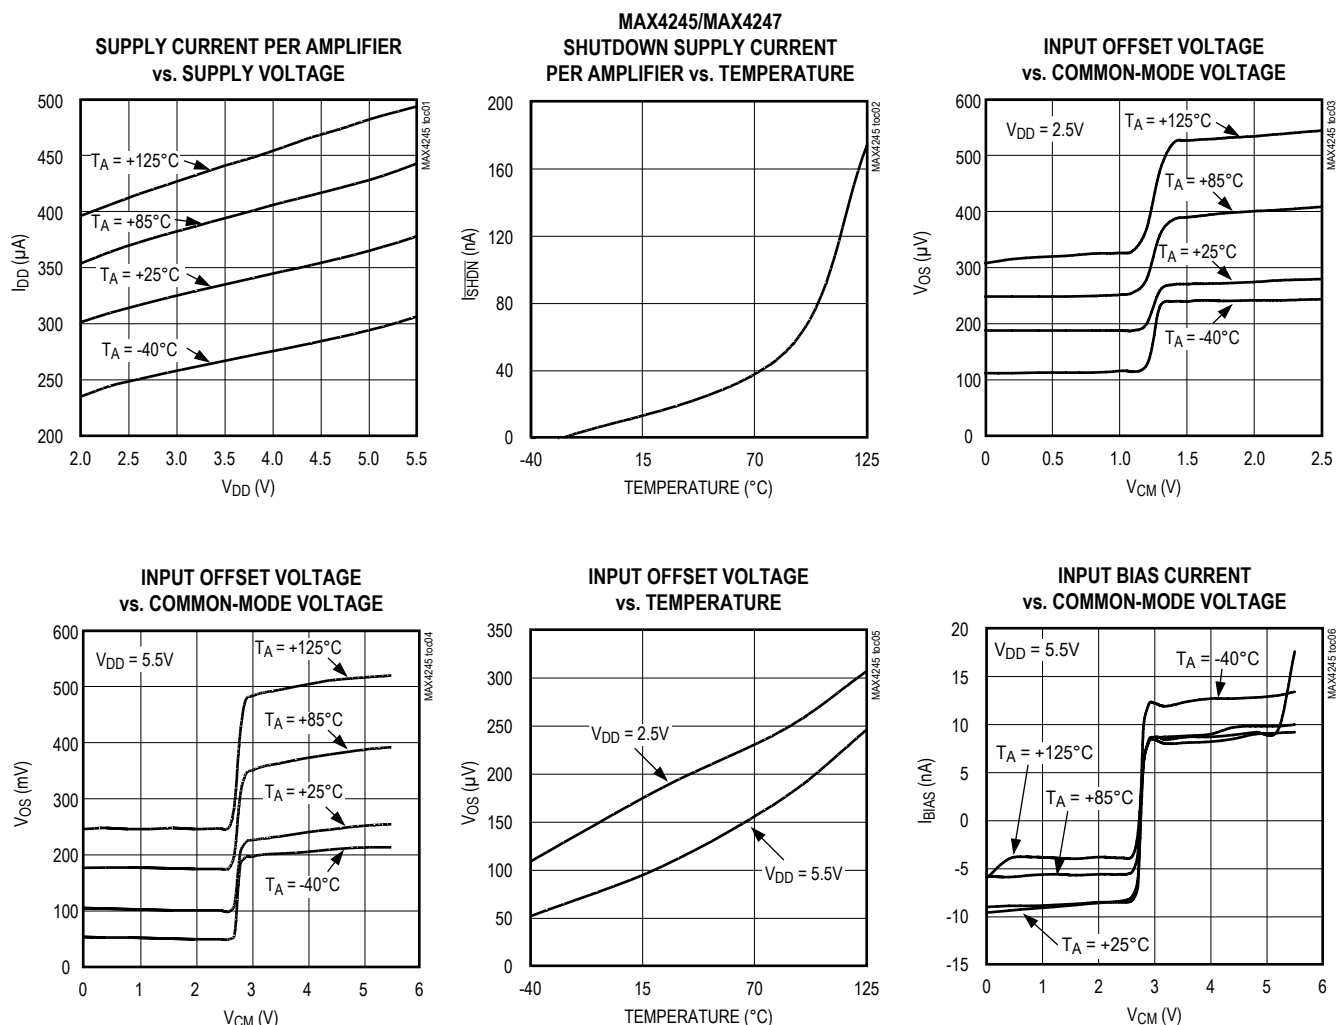 SUPPLY CURRENT PER AMPLIFIER
vs. SUPPLY VOLTAGE
500
450
400
350
300
250
200
IDD (µA)
TA = +125°C
TA = +85°C
TA = +25°C
TA = -40°C
2.0 2.5 3.0 3.5 4.0 4.5 5.0 5.5
VDD (V)
MAX4245 toc01
MAX4245/MAX4247
SHUTDOWN SUPPLY CURRENT
PER AMPLIFIER vs. TEMPERATURE
200
160
120
80
40
0
ISHDN (nA)
-40 15 70 125
TEMPERATURE (°C)
MAX4245 toc02
INPUT OFFSET VOLTAGE
vs. COMMON-MODE VOLTAGE
600
500
400
300
200
100
0
VOS (µV)
VDD = 2.5V
TA = +125°C
TA = +85°C
TA = +25°C
TA = -40°C
0 0.5 1.0 1.5 2.0 2.5
VCM (V)
MAX4245 toc03
INPUT OFFSET VOLTAGE
vs. COMMON-MODE VOLTAGE
600
500
400
300
200
100
0
VOS (mV)
VDD = 5.5V
TA = +125°C
TA = +85°C
TA = +25°C
TA = -40°C
0 1 2 3 4 5 6
VCM (V)
MAX4245 toc04
INPUT OFFSET VOLTAGE
vs. TEMPERATURE
350
300
250
200
150
100
50
0
VOS (µV)
VDD = 2.5V
VDD = 5.5V
-40 15 70 125
TEMPERATURE (°C)
MAX4245 toc05
INPUT BIAS CURRENT
vs. COMMON-MODE VOLTAGE
20
15
10
5
0
-5
-10
-15
IBIAS (nA)
VDD = 5.5V
TA = -40°C
TA = +125°C
TA = +85°C
TA = +25°C
0 1 2 3 4 5 6
VCM (V)
MAX4245 toc06